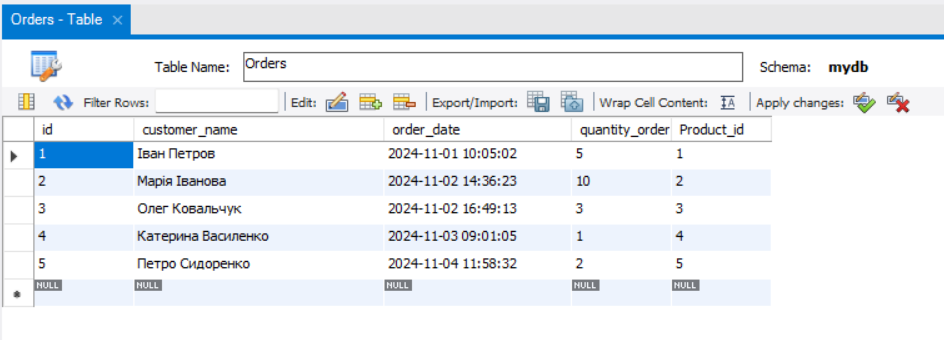 Orders - Table ×
Table Name: Orders Schema: mydb
Filter Rows: Edit: Export/Import: Wrap Cell Content: IA Apply changes:
id customer_name order_date quantity_order Product_id
1 Іван Петров 2024-11-01 10:05:02 5 1
2 Марія Іванова 2024-11-02 14:36:23 10 2
3 Олег Ковальчук 2024-11-02 16:49:13 3 3
4 Катерина Василенко 2024-11-03 09:01:05 1 4
5 Петро Сидоренко 2024-11-04 11:58:32 2 5
NULL NULL NULL NULL NULL